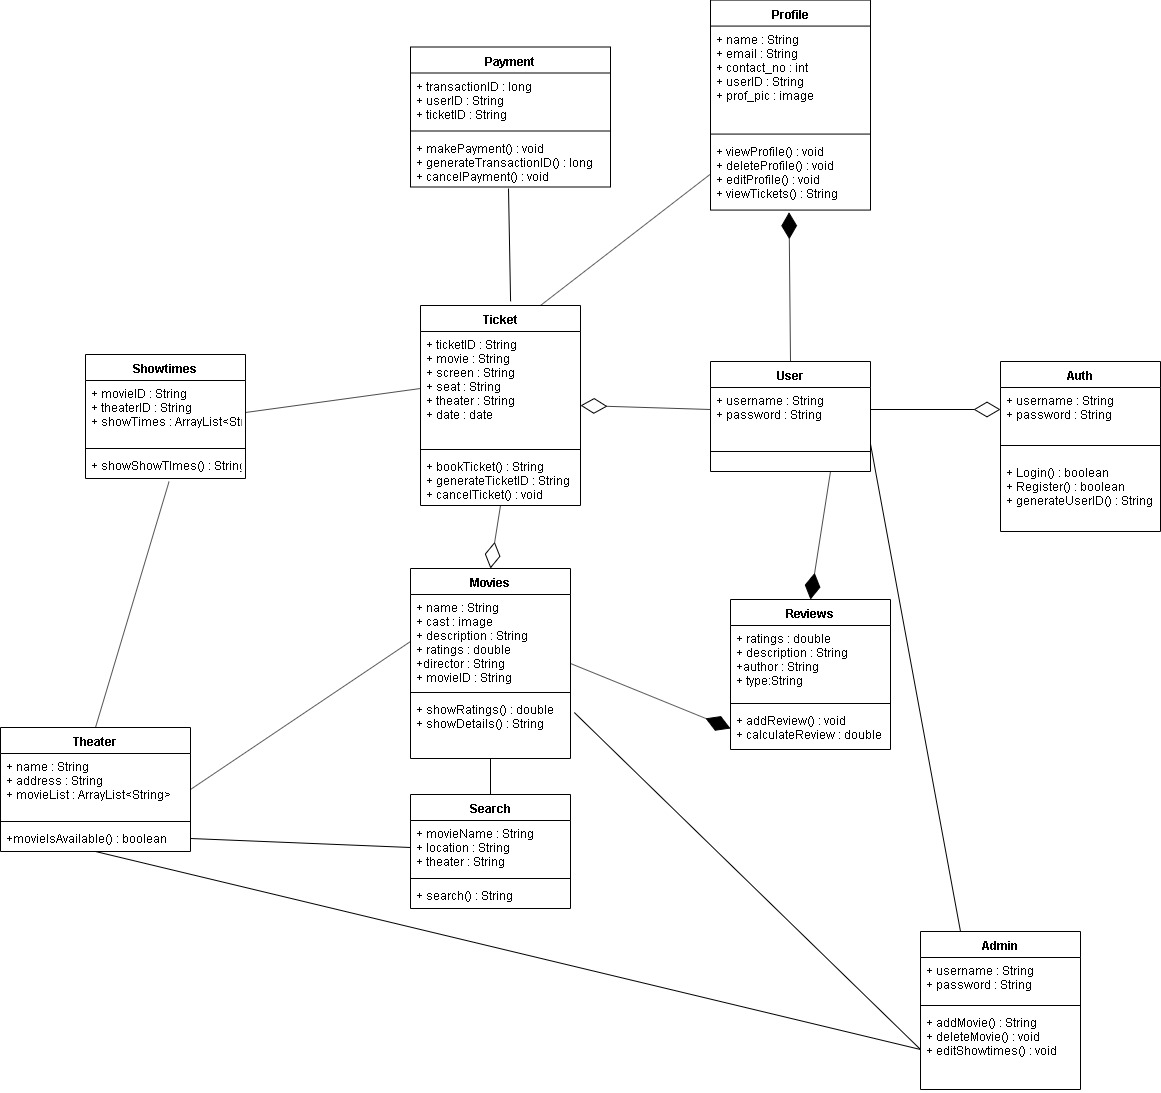 Profile
+ name : String
+ email : String
+ contact_no : int
+ userID : String
+ prof_pic : image
+ viewProfile() : void
+ deleteProfile() : void
+ editProfile() : void
+ viewTickets() : String
Payment
+ transactionID : long
+ userID : String
+ ticketID : String
+ makePayment() : void
+ generateTransactionID() : long
+ cancelPayment() : void
Ticket
+ ticketID : String
+ movie : String
+ screen : String
+ seat : String
+ theater : String
+ date : date
+ bookTicket() : String
+ generateTicketID : String
+ cancelTicket() : void
Showtimes
+ movieID : String
+ theaterID : String
+ showTimes : ArrayList<Str
+ showShowTImes() : String
User
+ username : String
+ password : String
Auth
+ username : String
+ password : String
+ Login() : boolean
+ Register() : boolean
+ generateUserID() : String
Movies
+ name : String
+ cast : image
+ description : String
+ ratings : double
+director : String
+ movieID : String
+ showRatings() : double
+ showDetails() : String
Reviews
+ ratings : double
+ description : String
+author : String
+ type:String
+ addReview() : void
+ calculateReview : double
Theater
+ name : String
+ address : String
+ movieList : ArrayList<String>
+movieIsAvailable() : boolean
Search
+ movieName : String
+ location : String
+ theater : String
+ search() : String
Admin
+ username : String
+ password : String
+ addMovie() : String
+ deleteMovie() : void
+ editShowtimes() : void